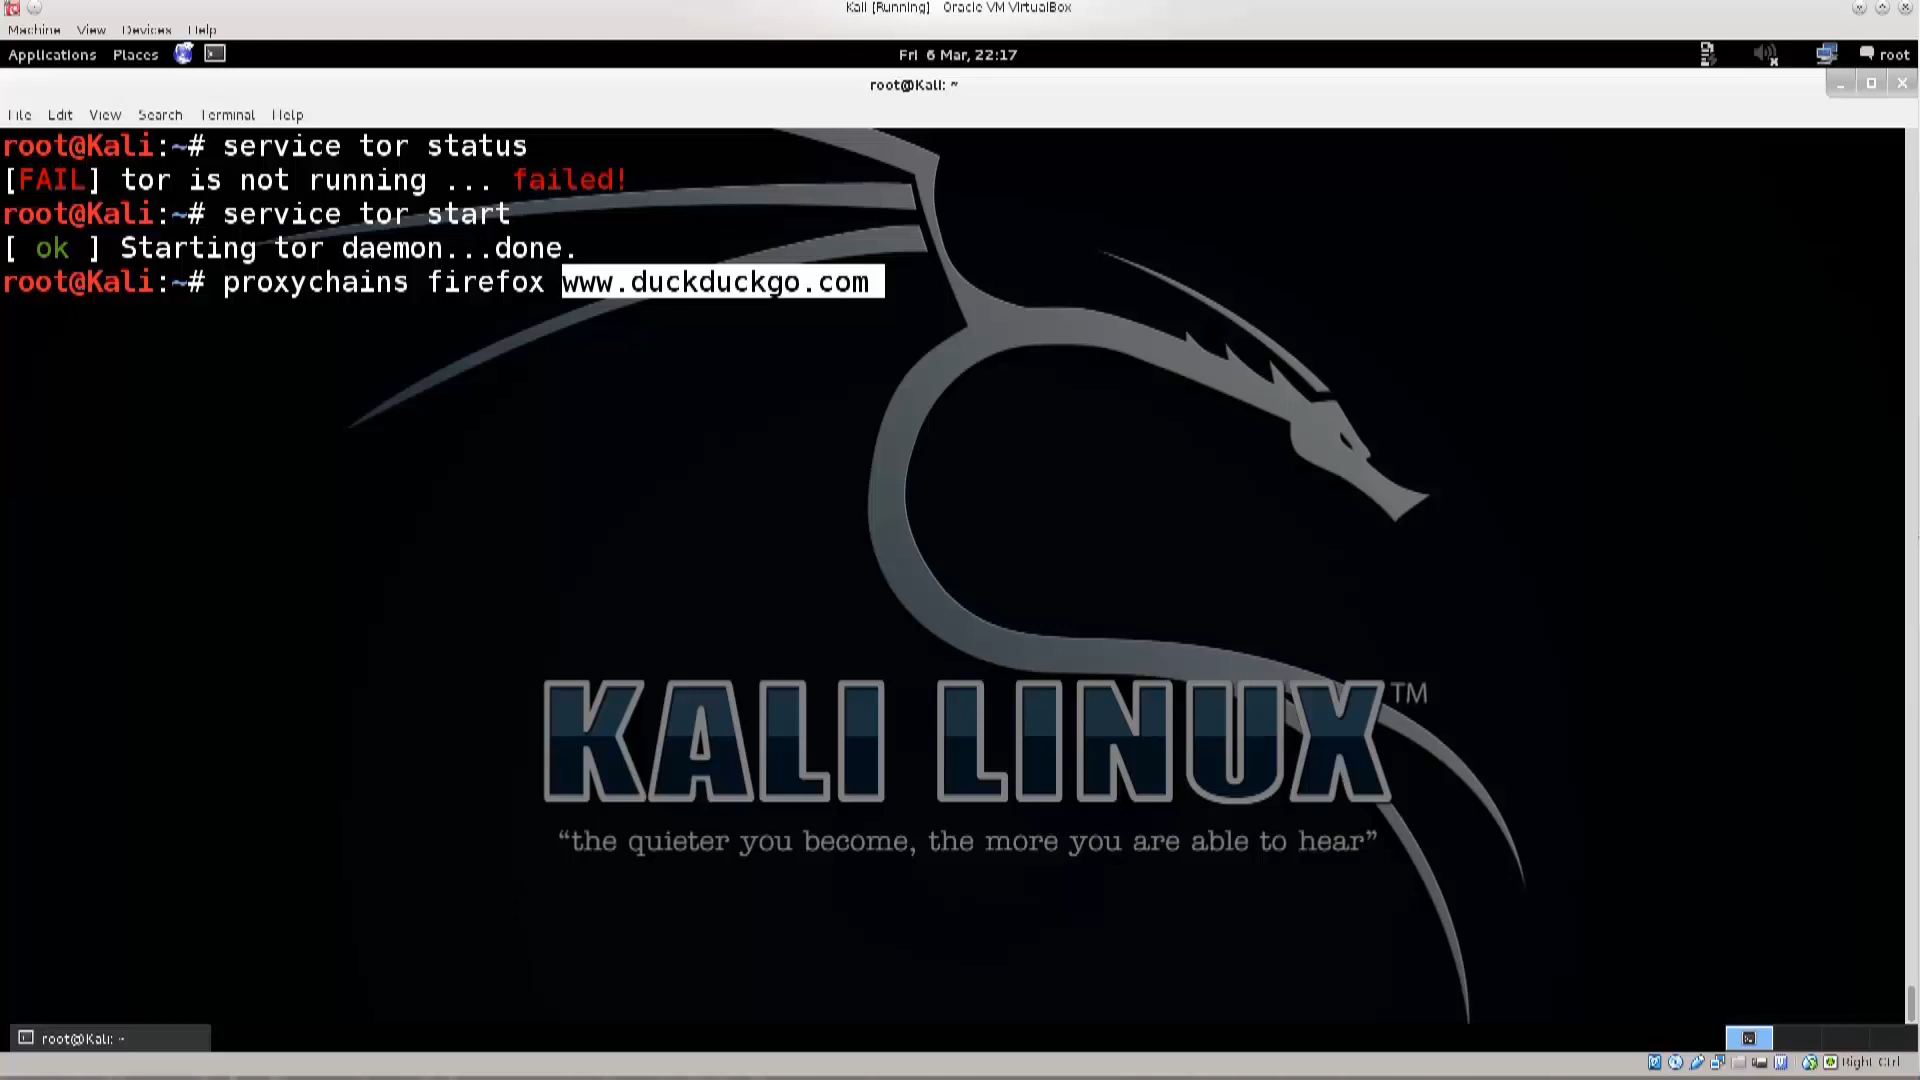 Kali [Running] - Oracle VM VirtualBox
Machine View Devices Help
Applications Places Fri 6 Mar, 22:17 root
root@Kali: ~
File Edit View Search Terminal Help
root@Kali:~# service tor status
[FAIL] tor is not running ... failed!
root@Kali:~# service tor start
[ ok ] Starting tor daemon...done.
root@Kali:~# proxychains firefox www.duckduckgo.com
KALI LINUX TM
“the quieter you become, the more you are able to hear”
root@Kali: ~
Right Ctrl